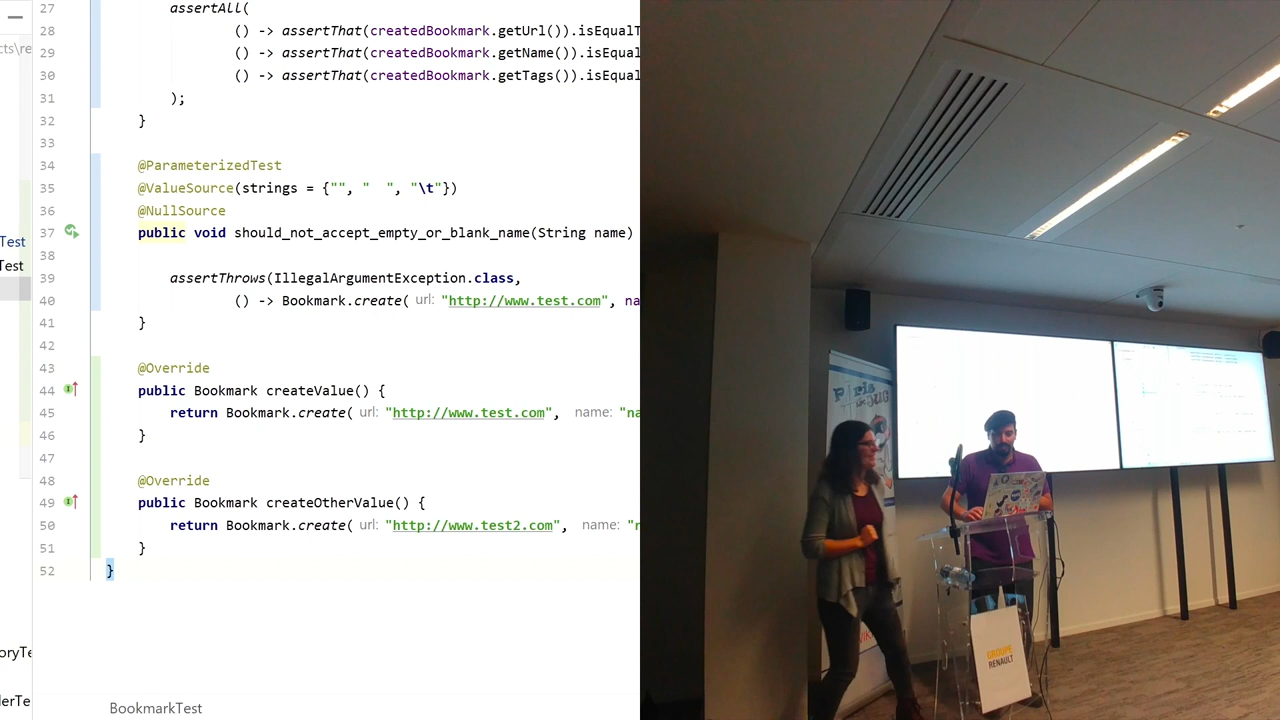 cts\re
Test
Test
oryTe
lerTe
27 assertAll(
28 () -> assertThat(createdBookmark.getUrl()).isEqualT
29 () -> assertThat(createdBookmark.getName()).isEqual
30 () -> assertThat(createdBookmark.getTags()).isEqual
31 );
32 }
33
34 @ParameterizedTest
35 @ValueSource(strings = {"", "  ", "\t"})
36 @NullSource
37 public void should_not_accept_empty_or_blank_name(String name)
38
39 assertThrows(IllegalArgumentException.class,
40 () -> Bookmark.create( url: "http://www.test.com", na
41 }
42
43 @Override
44 public Bookmark createValue() {
45 return Bookmark.create( url: "http://www.test.com", name: "na
46 }
47
48 @Override
49 public Bookmark createOtherValue() {
50 return Bookmark.create( url: "http://www.test2.com", name: "n
51 }
52 }
BookmarkTest
GROUPE
RENAULT